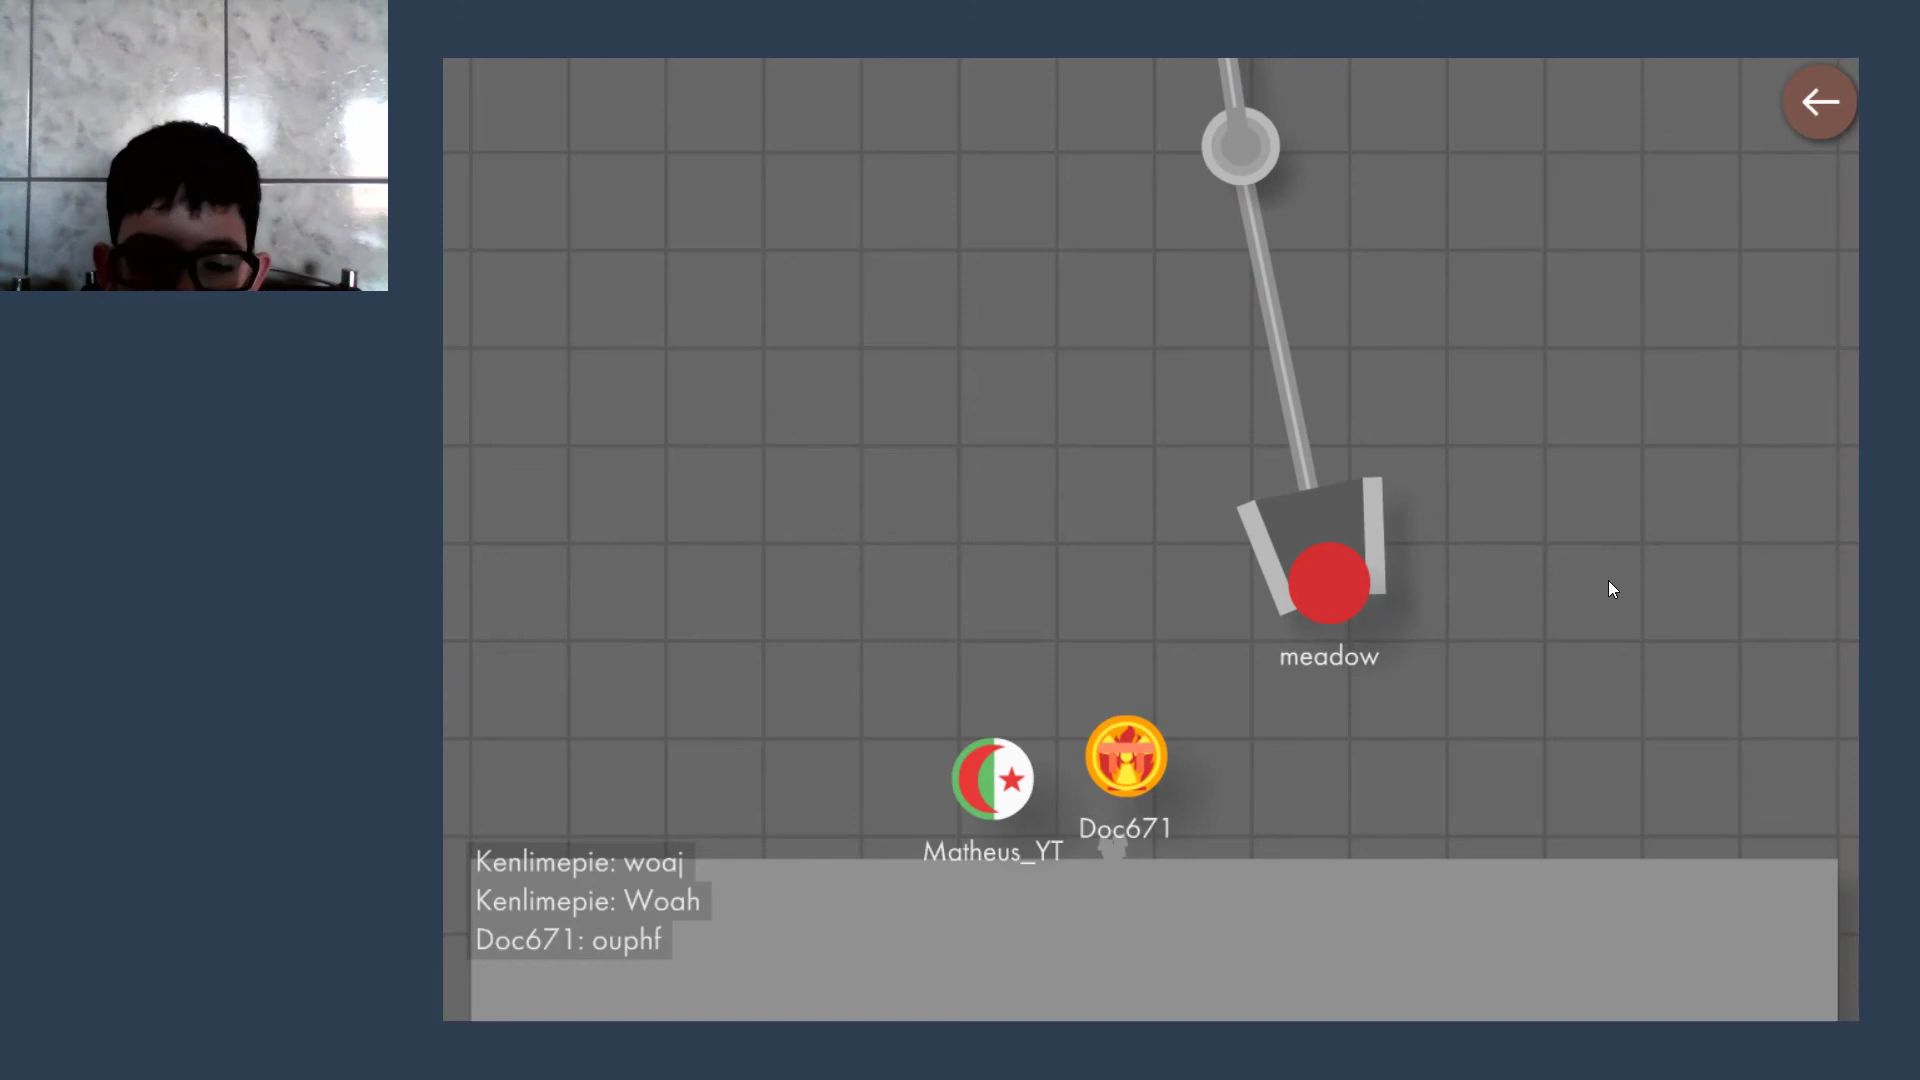 meadow
Doc671
Matheus_YT
Kenlimepie: woaj
Kenlimepie: Woah
Doc671: ouphf